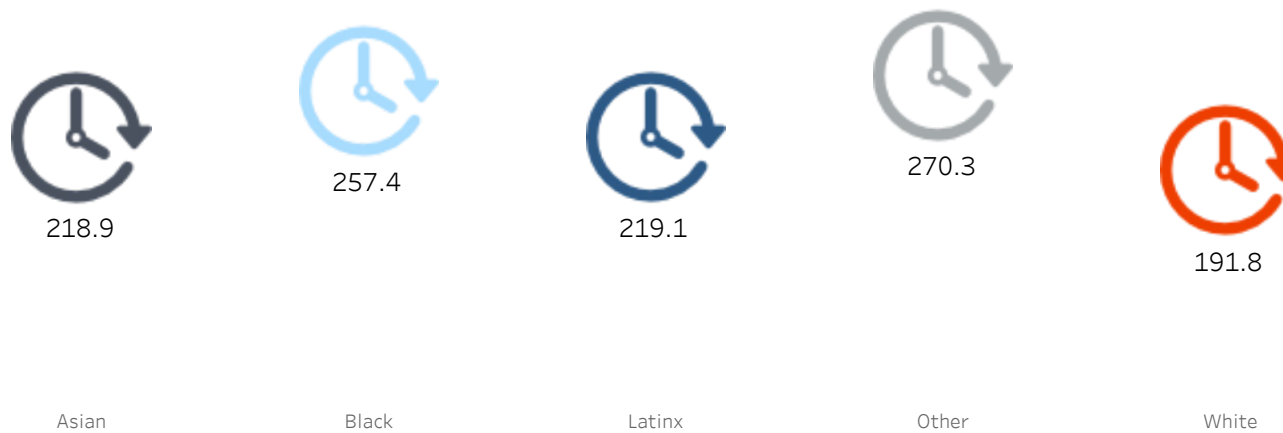 218.9
257.4
219.1
270.3
191.8
Asian
Black
Latinx
Other
White